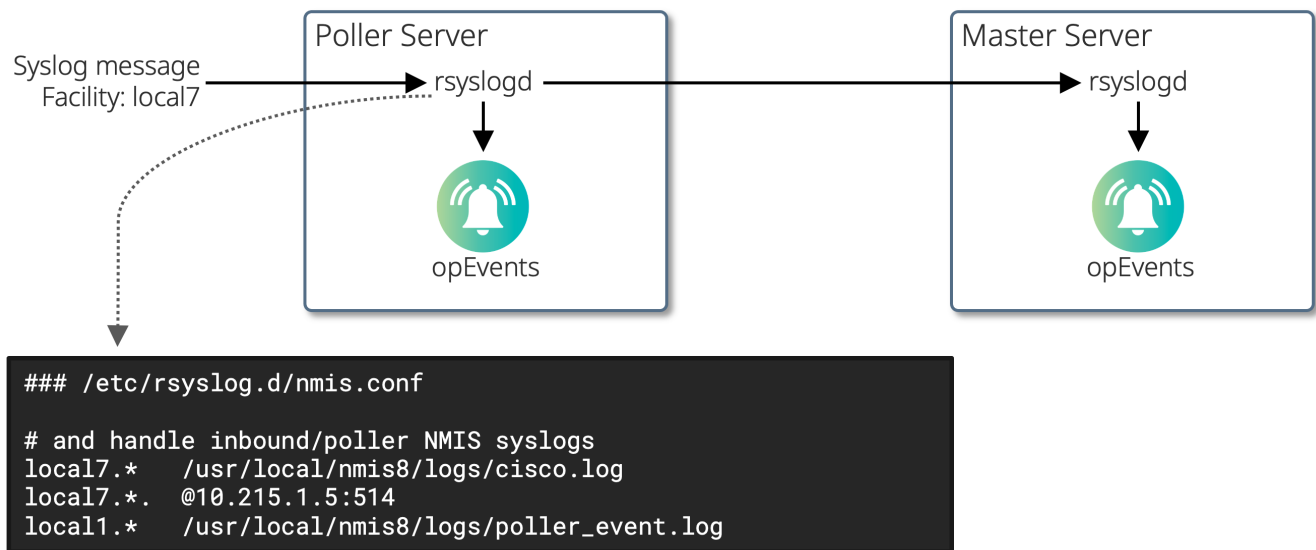 Poller Server
Master Server
Syslog message
Facility: local7
rsyslogd
rsyslogd
opEvents
opEvents
### /etc/rsyslog.d/nmis.conf
# and handle inbound/poller NMIS syslogs
local7.*   /usr/local/nmis8/logs/cisco.log
local7.*.  @10.215.1.5:514
local1.*   /usr/local/nmis8/logs/poller_event.log